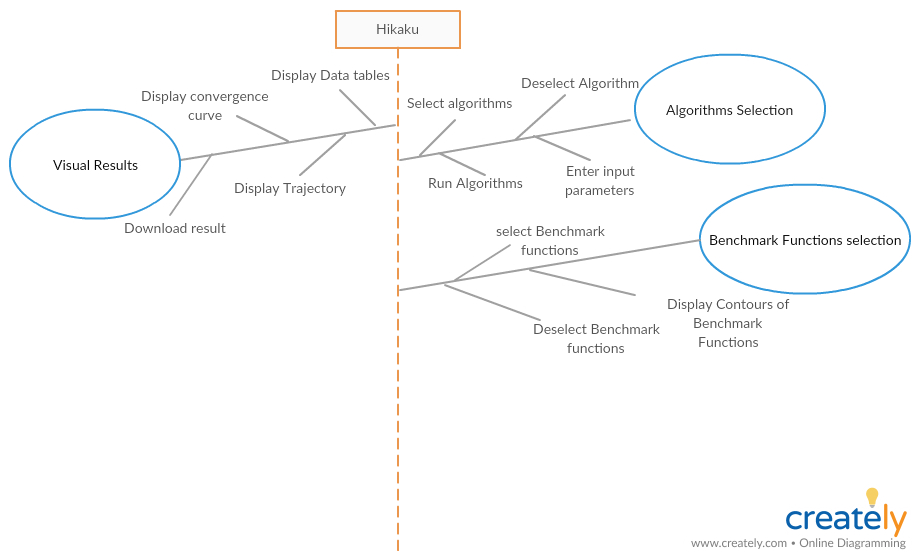 Hikaku
Display Data tables
Display convergence
curve
Visual Results
Display Trajectory
Download result
Deselect Algorithm
Select algorithms
Algorithms Selection
Run Algorithms
Enter input
parameters
select Benchmark
functions
Benchmark Functions selection
Display Contours of
Benchmark
Functions
Deselect Benchmark
functions
creately
www.creately.com • Online Diagramming